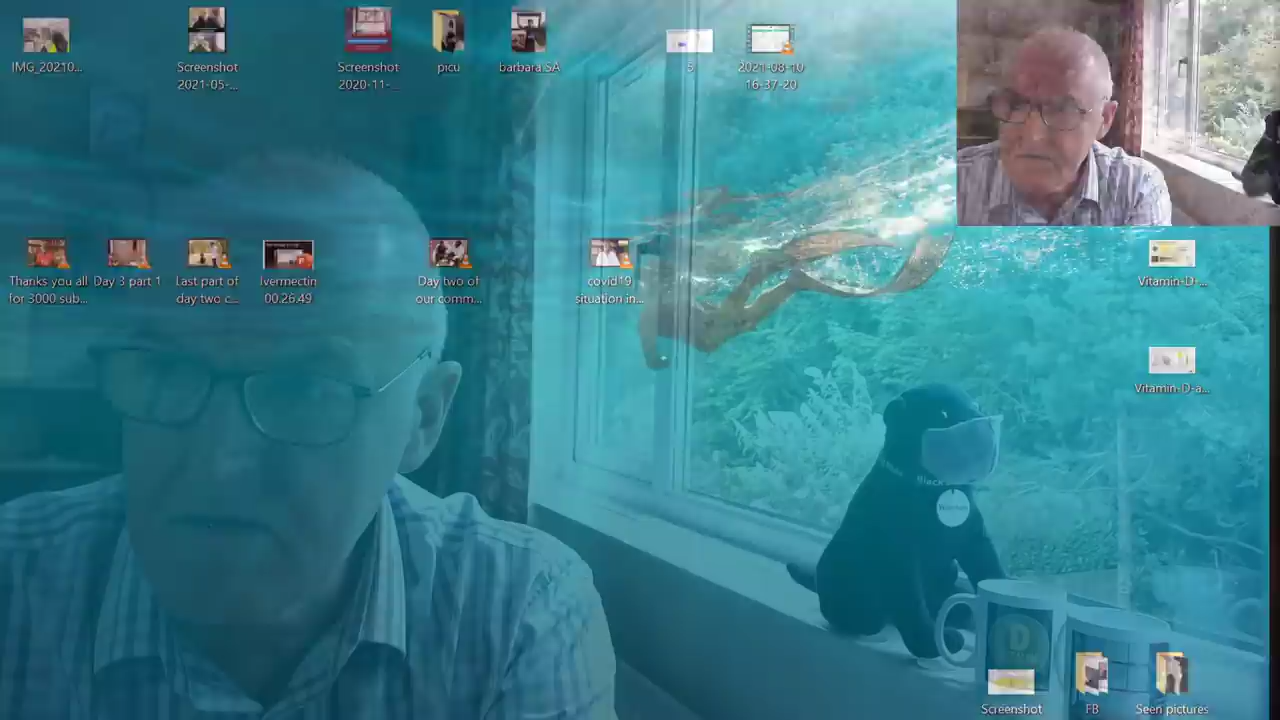 IMG_20210...
Screenshot
2021-05-...
Screenshot
2020-11-...
picu
barbara.SA
5
2021-08-10
16-37-20
Thanks you all
for 3000 sub...
Day 3 part 1
Last part of
day two c...
Ivermectin
00.26.49
Day two of
our comm...
covid19
situation in...
Vitamin-D-...
Vitamin-D-a...
Black
D
Screenshot
FB
Seen pictures